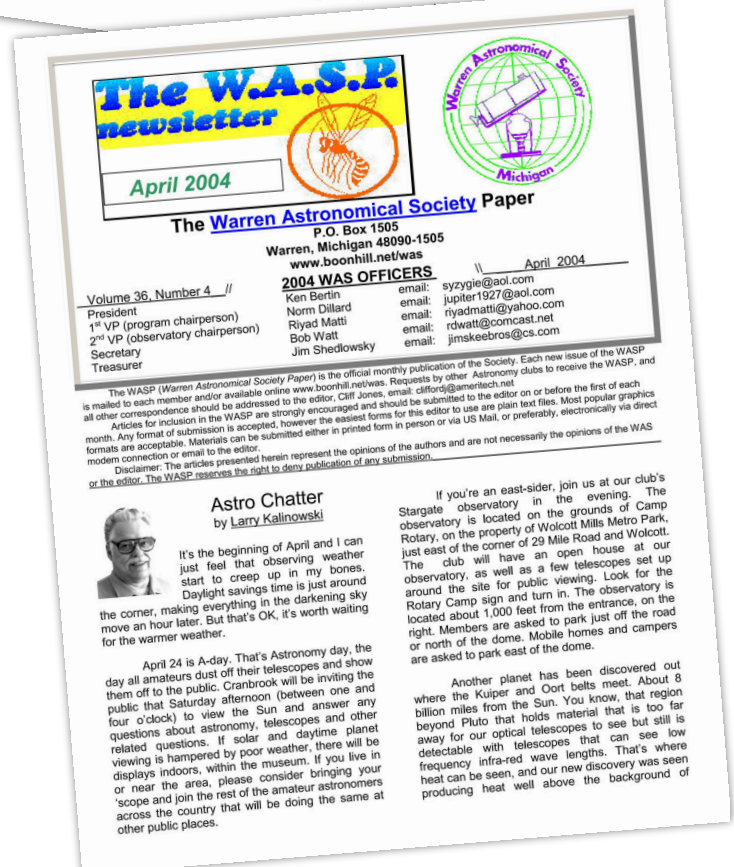 The W.A.S.P.
newsletter
April 2004
Warren Astronomical Society
Michigan
The Warren Astronomical Society Paper
P.O. Box 1505
Warren, Michigan 48090-1505
www.boonhill.net/was
Volume 36, Number 4 //
2004 WAS OFFICERS
\\ April 2004
President Ken Bertin email: syzygie@aol.com
1st VP (program chairperson) Norm Dillard email: jupiter1927@aol.com
2nd VP (observatory chairperson) Riyad Matti email: riyadmatti@yahoo.com
Secretary Bob Watt email: rdwatt@comcast.net
Treasurer Jim Shedlowsky email: jimskeebros@cs.com
The WASP (Warren Astronomical Society Paper) is the official monthly publication of the Society. Each new issue of the WASP
is mailed to each member and/or available online www.boonhill.net/was. Requests by other Astronomy clubs to receive the WASP, and
all other correspondence should be addressed to the editor, Cliff Jones, email: cliffordj@ameritech.net
Articles for inclusion in the WASP are strongly encouraged and should be submitted to the editor on or before the first of each
month. Any format of submission is accepted, however the easiest forms for this editor to use are plain text files. Most popular graphics
formats are acceptable. Materials can be submitted either in printed form in person or via US Mail, or preferably, electronically via direct
modem connection or email to the editor.
Disclaimer: The articles presented herein represent the opinions of the authors and are not necessarily the opinions of the WAS
or the editor. The WASP reserves the right to deny publication of any submission.
Astro Chatter
by Larry Kalinowski
It's the beginning of April and I can
just feel that observing weather
start to creep up in my bones.
Daylight savings time is just around
the corner, making everything in the darkening sky
move an hour later. But that's OK, it's worth waiting
for the warmer weather.
April 24 is A-day. That's Astronomy day, the
day all amateurs dust off their telescopes and show
them off to the public. Cranbrook will be inviting the
public that Saturday afternoon (between one and
four o'clock) to view the Sun and answer any
questions about astronomy, telescopes and other
related questions. If solar and daytime planet
viewing is hampered by poor weather, there will be
displays indoors, within the museum. If you live in
or near the area, please consider bringing your
'scope and join the rest of the amateur astronomers
across the country that will be doing the same at
other public places.
If you're an east-sider, join us at our club's
Stargate observatory in the evening. The
observatory is located on the grounds of Camp
Rotary, on the property of Wolcott Mills Metro Park,
just east of the corner of 29 Mile Road and Wolcott.
The club will have an open house at our
observatory, as well as a few telescopes set up
around the site for public viewing. Look for the
Rotary Camp sign and turn in. The observatory is
located about 1,000 feet from the entrance, on the
right. Members are asked to park just off the road
or north of the dome. Mobile homes and campers
are asked to park east of the dome.
Another planet has been discovered out
where the Kuiper and Oort belts meet. About 8
billion miles from the Sun. You know, that region
beyond Pluto that holds material that is too far
away for our optical telescopes to see but still is
detectable with telescopes that can see low
frequency infra-red wave lengths. That's where
heat can be seen, and our new discovery was seen
producing heat well above the background of